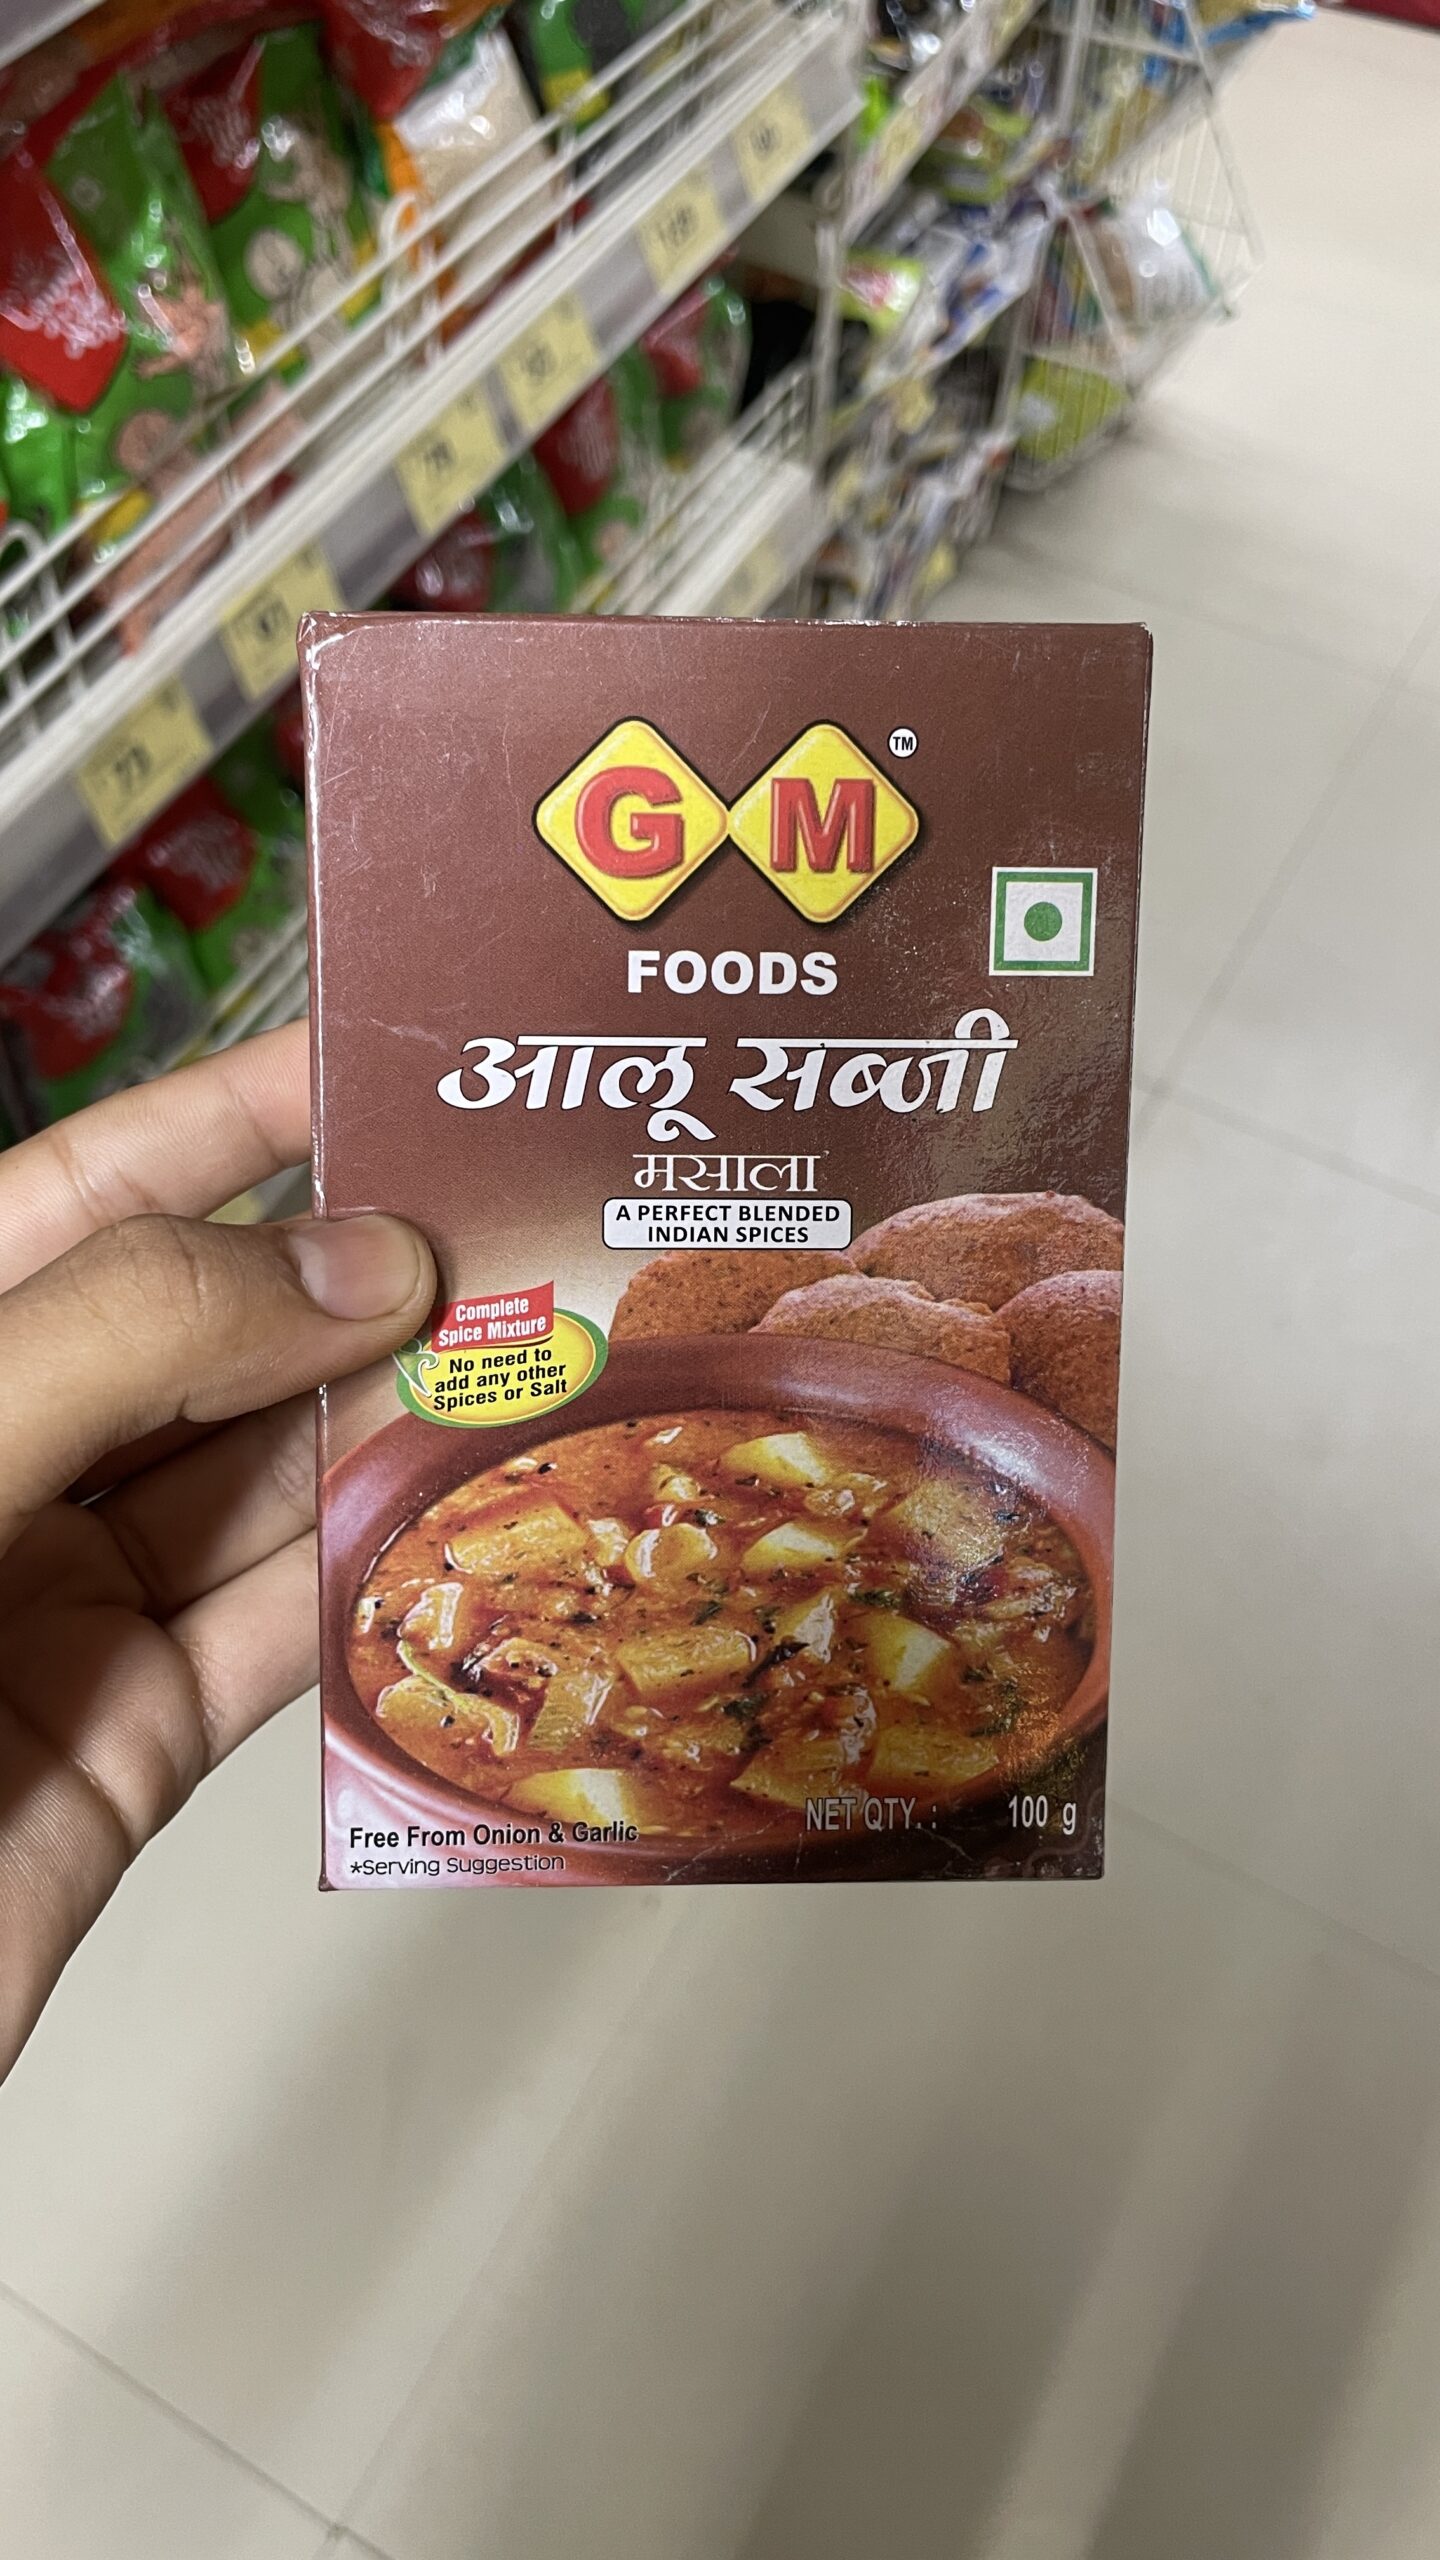 G M ™
FOODS
आलू सब्जी
मसाला
A PERFECT BLENDED
INDIAN SPICES
Complete
Spice Mixture
No need to
add any other
Spices or Salt
NET QTY. : 100 g
Free From Onion & Garlic
*Serving Suggestion